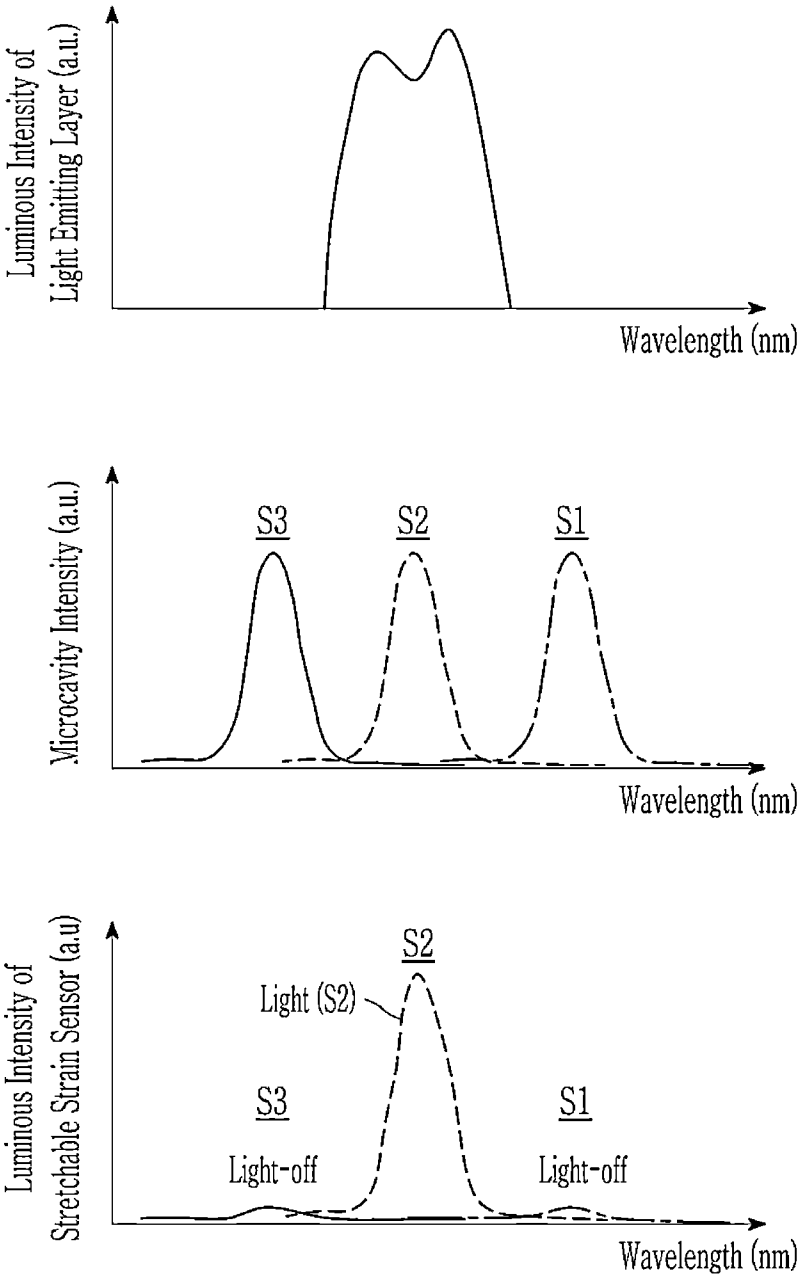 Luminous Intensity of
Light Emitting Layer (a.u.)
Wavelength (nm)
Microcavity Intensity (a.u.)
S3 S2 S1
Wavelength (nm)
Luminous Intensity of
Stretchable Strain Sensor (a.u)
S2
Light (S2)
S3 S1
Light-off Light-off
Wavelength (nm)